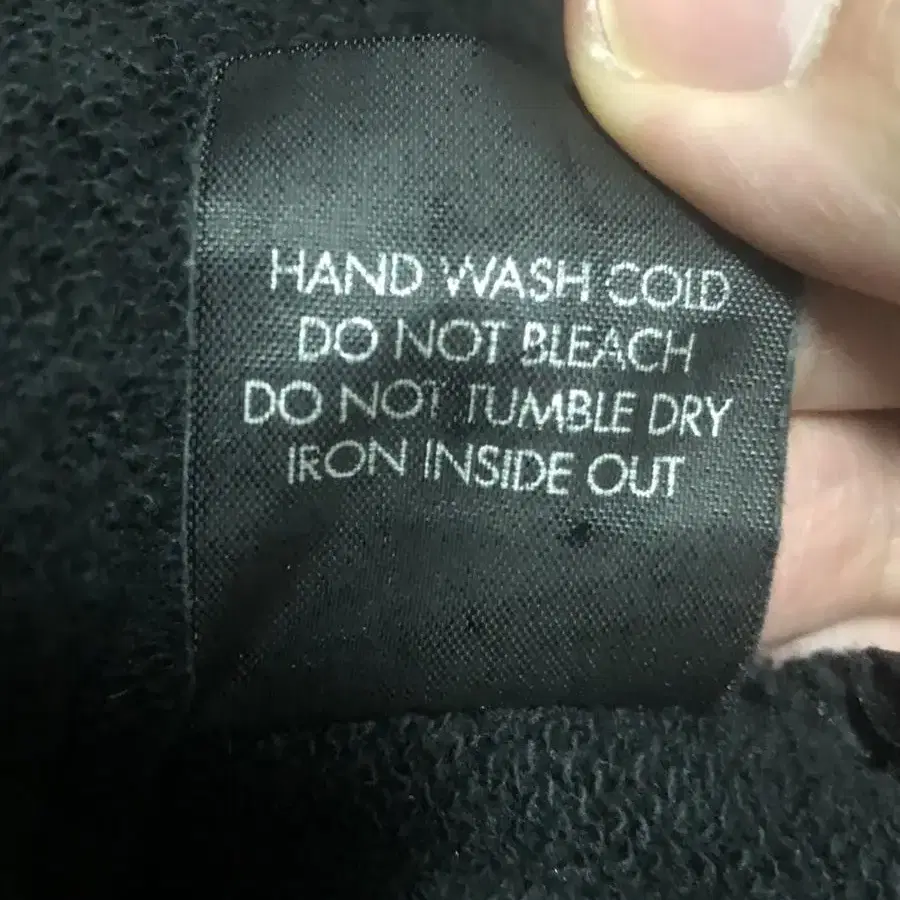 HAND WASH COLD
DO NOT BLEACH
DO NOT TUMBLE DRY
IRON INSIDE OUT